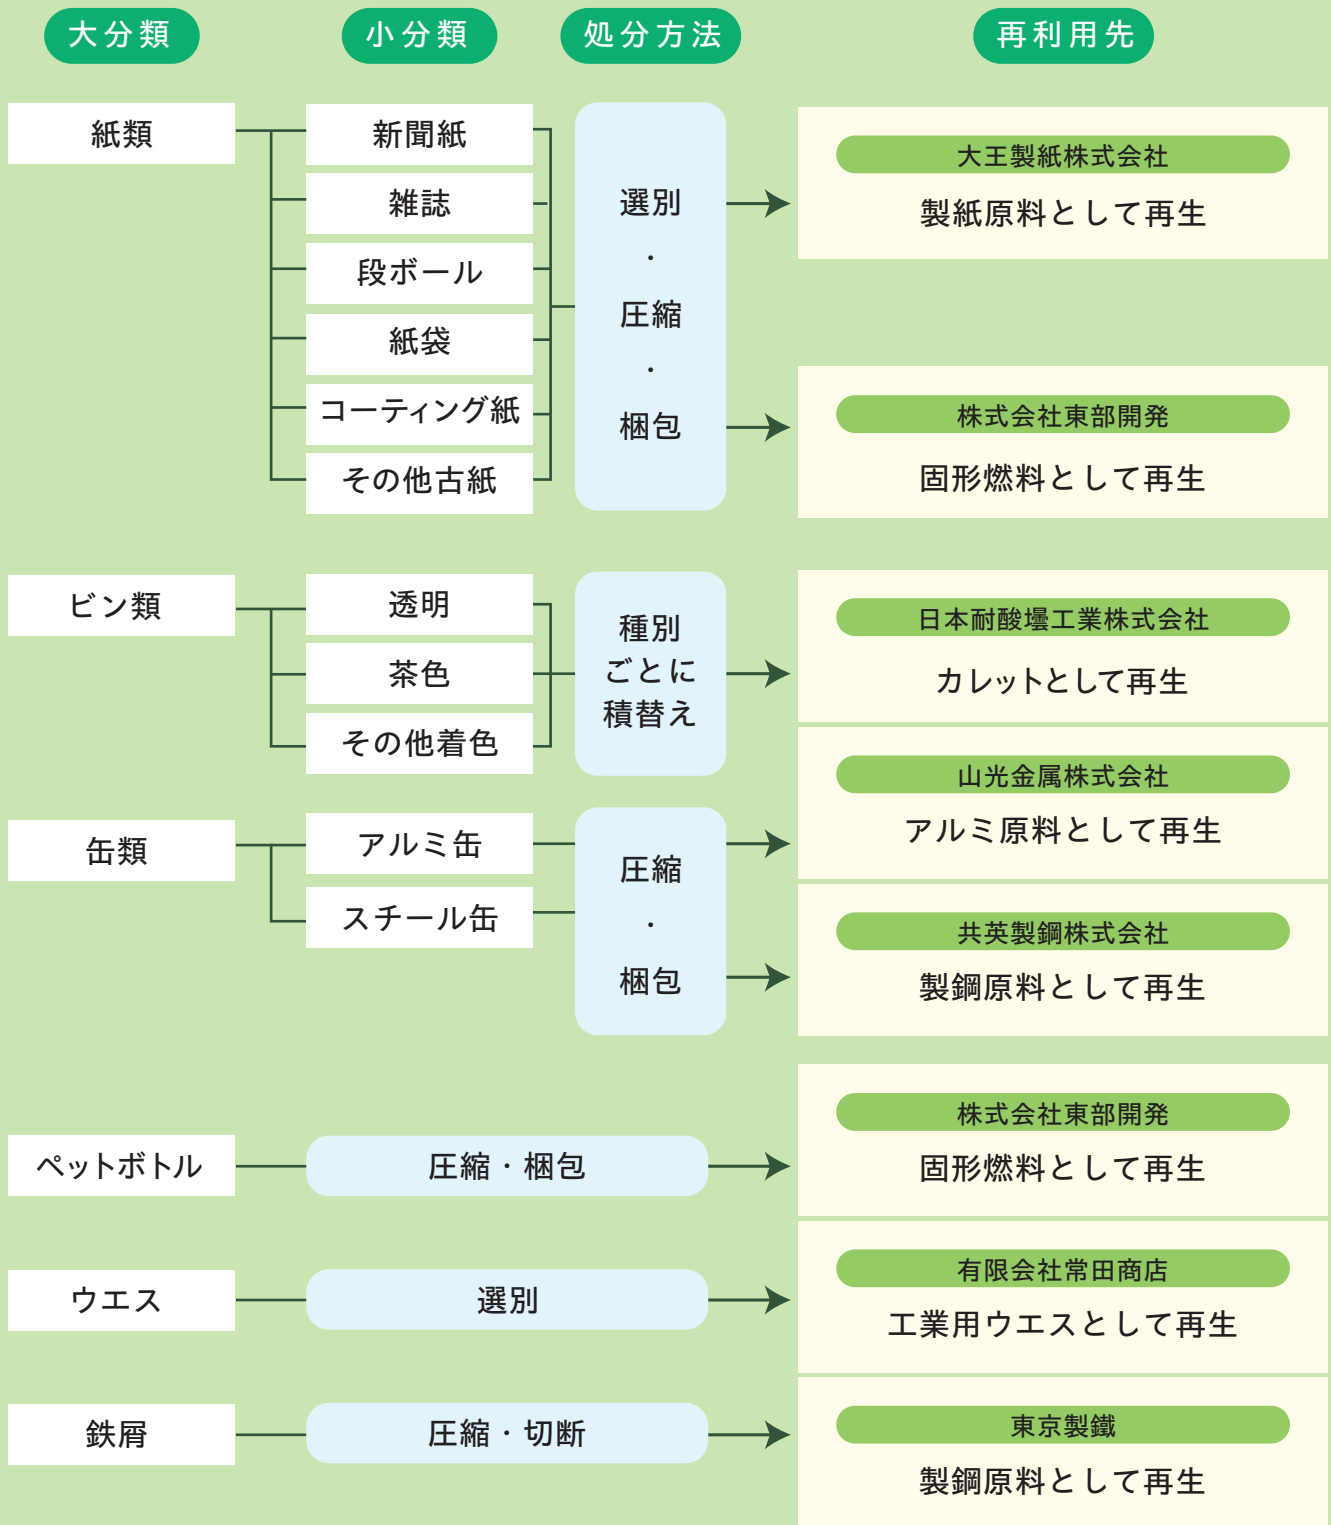 大分類
小分類
処分方法
再利用先
紙類
新聞紙
雑誌
段ボール
紙袋
コーティング紙
その他古紙
選別
・
圧縮
・
梱包
大王製紙株式会社
製紙原料として再生
株式会社東部開発
固形燃料として再生
ビン類
透明
茶色
その他着色
種別
ごとに
積替え
日本耐酸壜工業株式会社
カレットとして再生
缶類
アルミ缶
スチール缶
圧縮
・
梱包
山光金属株式会社
アルミ原料として再生
共英製鋼株式会社
製鋼原料として再生
ペットボトル
圧縮・梱包
株式会社東部開発
固形燃料として再生
ウエス
選別
有限会社常田商店
工業用ウエスとして再生
鉄屑
圧縮・切断
東京製鐵
製鋼原料として再生